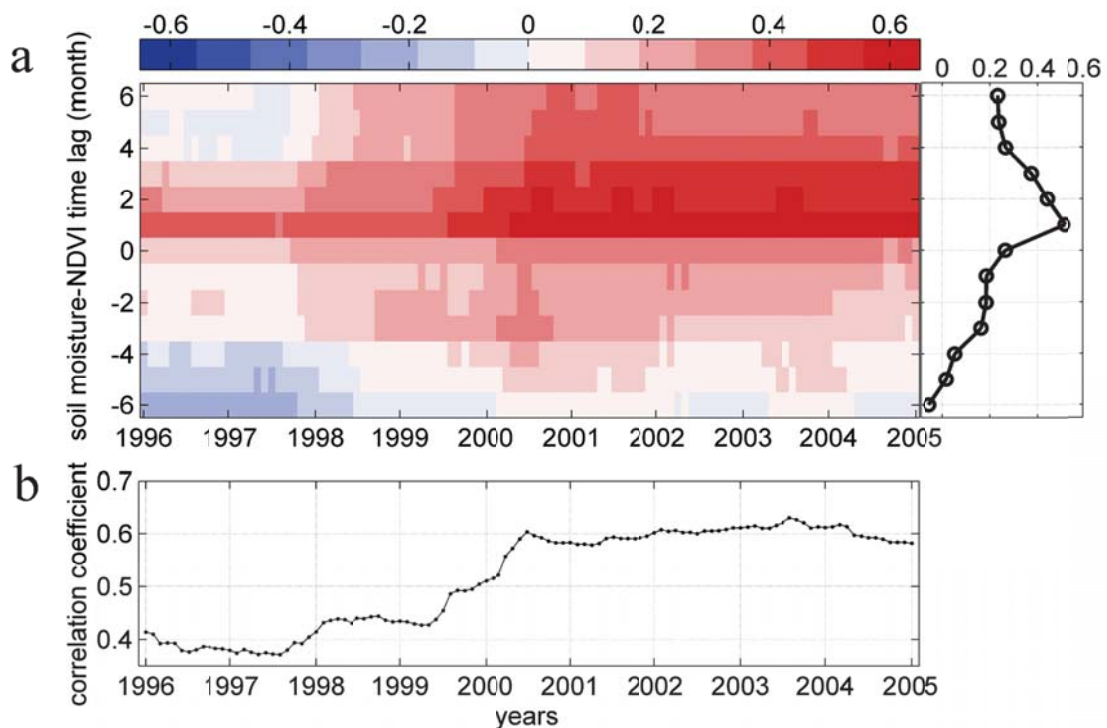 a
-0.6 -0.4 -0.2 0 0.2 0.4 0.6
0 0.2 0.4 0.6
soil moisture-NDVI time lag (month)
6
4
2
0
-2
-4
-6
1996 1997 1998 1999 2000 2001 2002 2003 2004 2005
b
correlation coefficient
0.7
0.6
0.5
0.4
1996 1997 1998 1999 2000 2001 2002 2003 2004 2005
years